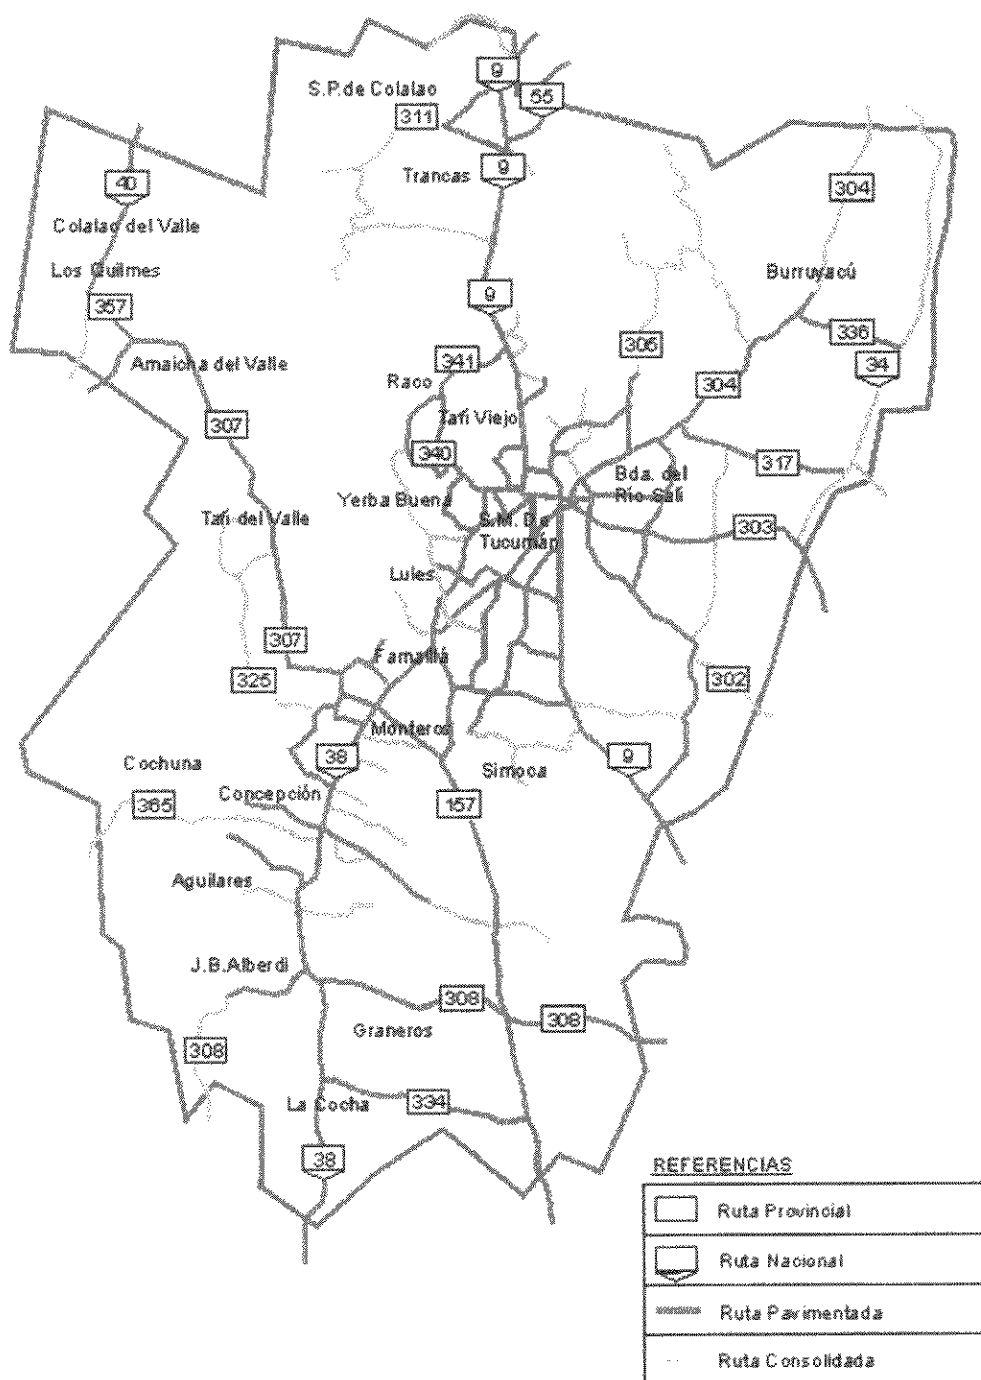 9
S.P.de Colalao
55
311
9
Trancas
40
304
Colalao del Valle
Los Quilmes
Burruyacú
9
357
336
305
341
34
Amaicha del Valle
Raco
304
Tafí Viejo
307
340
317
Bda. del
Río Salí
Yerba Buena
S.M. De
Tucumán
Tafi del Valle
303
Lules
307
Famaillá
325
302
Monteros
38
9
Cochuna
Simoca
Concepción
365
157
Aguilares
J.B.Alberdi
308
308
Graneros
308
La Cocha
334
38
REFERENCIAS
Ruta Provincial
Ruta Nacional
Ruta Pavimentada
Ruta Consolidada